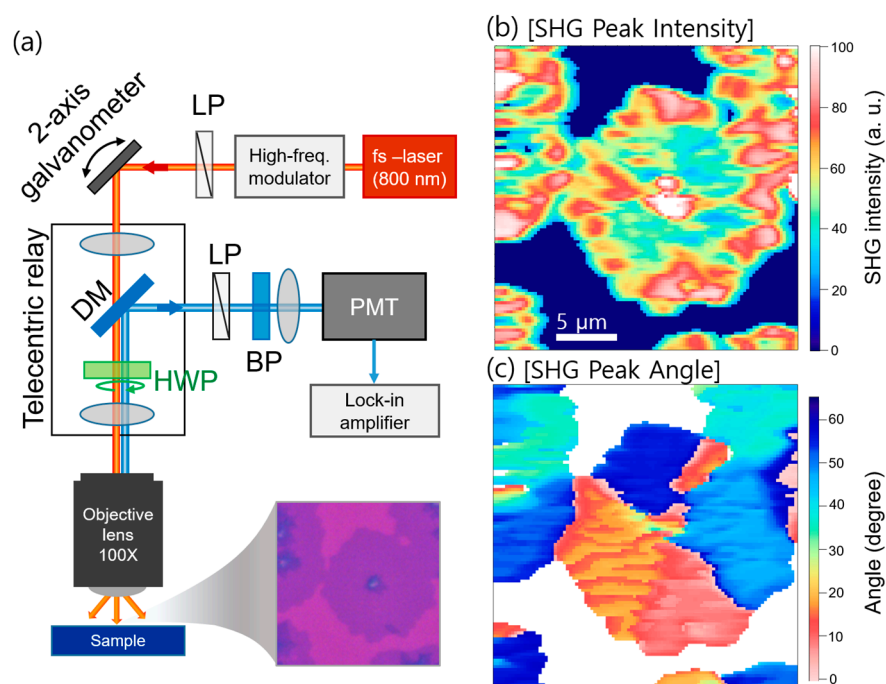 (a)
2-axis
galvanometer
LP
High-freq.
modulator
fs –laser
(800 nm)
Telecentric relay
DM
HWP
LP
BP
PMT
Lock-in
amplifier
Objective
lens
100X
Sample
(b) [SHG Peak Intensity]
5 μm
100
80
60
40
20
0
SHG intensity (a. u.)
(c) [SHG Peak Angle]
60
50
40
30
20
10
0
Angle (degree)